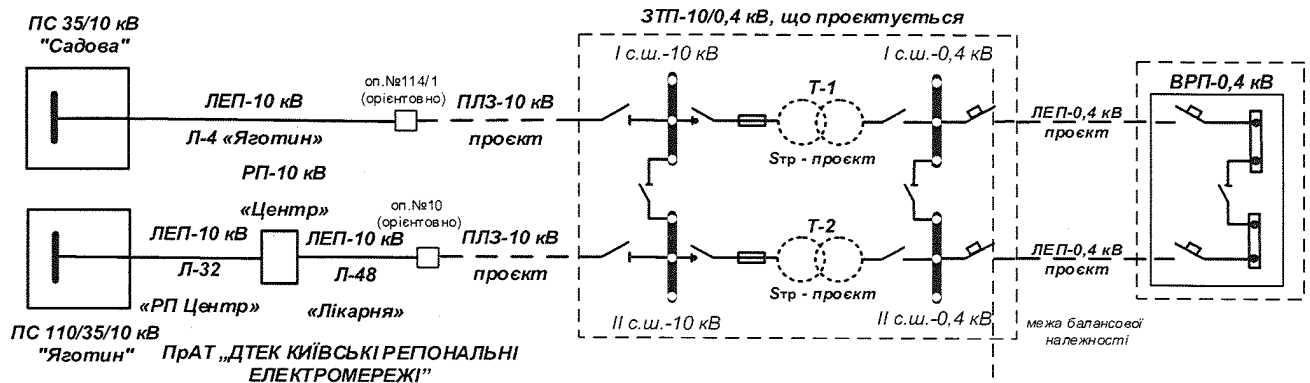 ЗТП-10/0,4 кВ, що проєктується
ПС 35/10 кВ
"Садова"
І с.ш.-10 кВ
І с.ш.-0,4 кВ
ВРП-0,4 кВ
оп.№114/1
(орієнтовно)
ЛЕП-10 кВ
ПЛЗ-10 кВ
Т-1
ЛЕП-0,4 кВ
Л-4 «Яготин»
проєкт
проєкт
Sтр - проєкт
РП-10 кВ
«Центр»
оп.№10
(орієнтовно)
ЛЕП-10 кВ
ЛЕП-10 кВ
ПЛЗ-10 кВ
Т-2
ЛЕП-0,4 кВ
Л-32
Л-48
проєкт
проєкт
Sтр - проєкт
«РП Центр»
«Лікарня»
ІІ с.ш.-10 кВ
ІІ с.ш.-0,4 кВ
ПС 110/35/10 кВ
"Яготин"
межа балансової
належності
ПрАТ „ДТЕК КИЇВСЬКІ РЕГІОНАЛЬНІ
ЕЛЕКТРОМЕРЕЖІ”